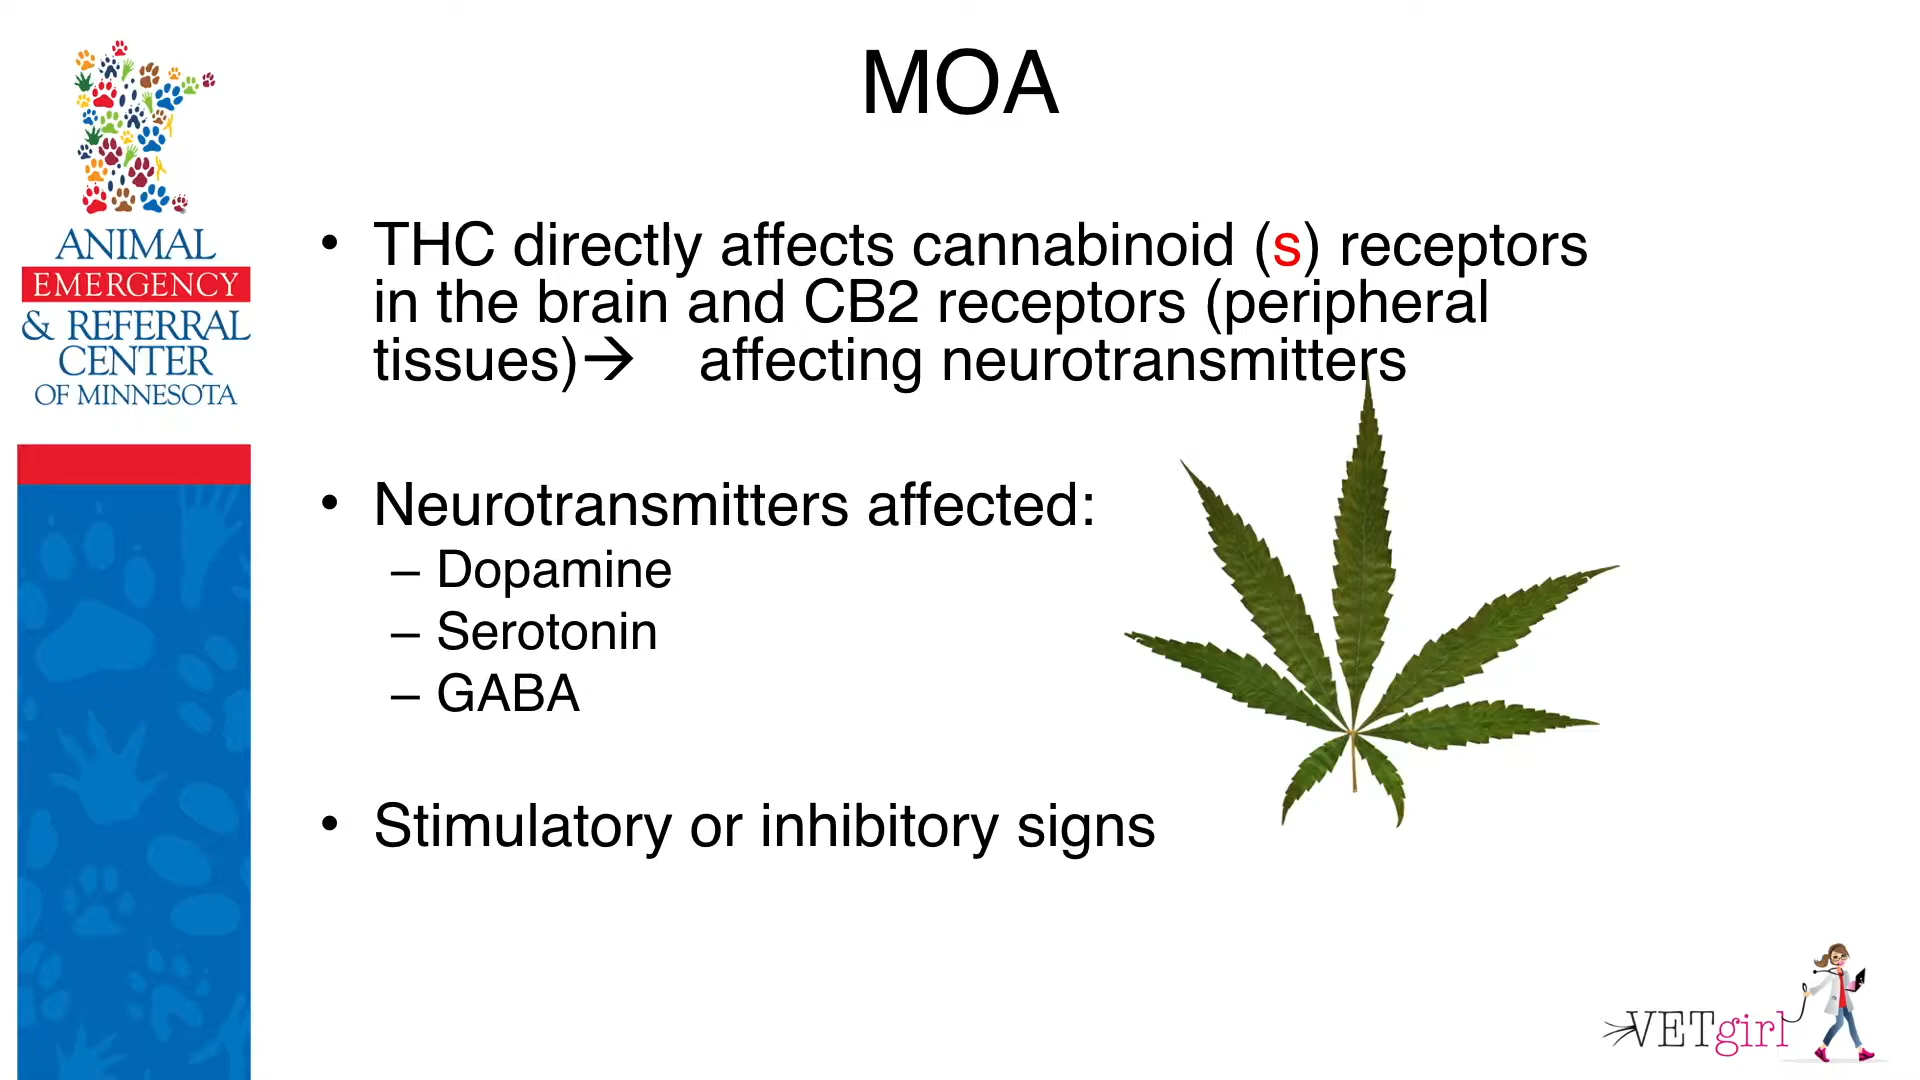 MOA
ANIMAL
EMERGENCY
& REFERRAL
CENTER
OF MINNESOTA
• THC directly affects cannabinoid (s) receptors
in the brain and CB2 receptors (peripheral
tissues)→ affecting neurotransmitters
• Neurotransmitters affected:
– Dopamine
– Serotonin
– GABA
• Stimulatory or inhibitory signs
VETgirl